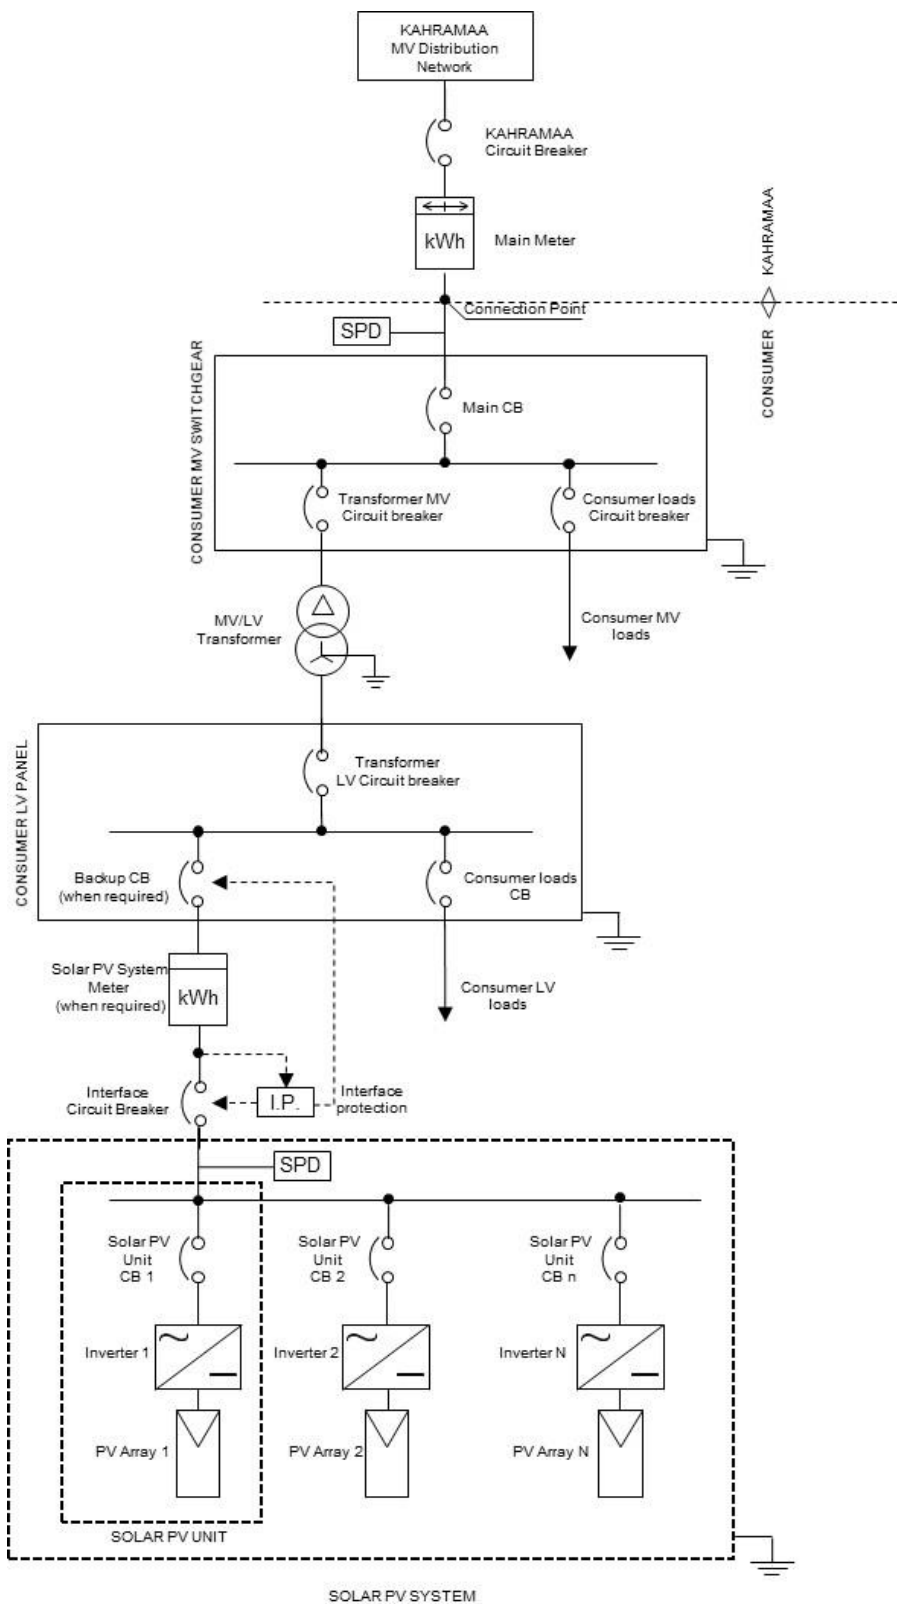 KAHRAMAA
MV Distribution
Network
KAHRAMAA
Circuit Breaker
kWh
Main Meter
KAHRAMAA
Connection Point
CONSUMER
SPD
CONSUMER MV SWITCHGEAR
Main CB
Transformer MV
Circuit breaker
Consumer loads
Circuit breaker
MV/LV
Transformer
Consumer MV
loads
CONSUMER LV PANEL
Transformer
LV Circuit breaker
Backup CB
(when required)
Consumer loads
CB
Solar PV System
Meter
(when required)
kWh
Consumer LV
loads
Interface
Circuit Breaker
I.P.
Interface
protection
SPD
Solar PV
Unit
CB 1
Solar PV
Unit
CB 2
Solar PV
Unit
CB n
Inverter 1
Inverter 2
Inverter N
PV Array 1
PV Array 2
PV Array N
SOLAR PV UNIT
SOLAR PV SYSTEM